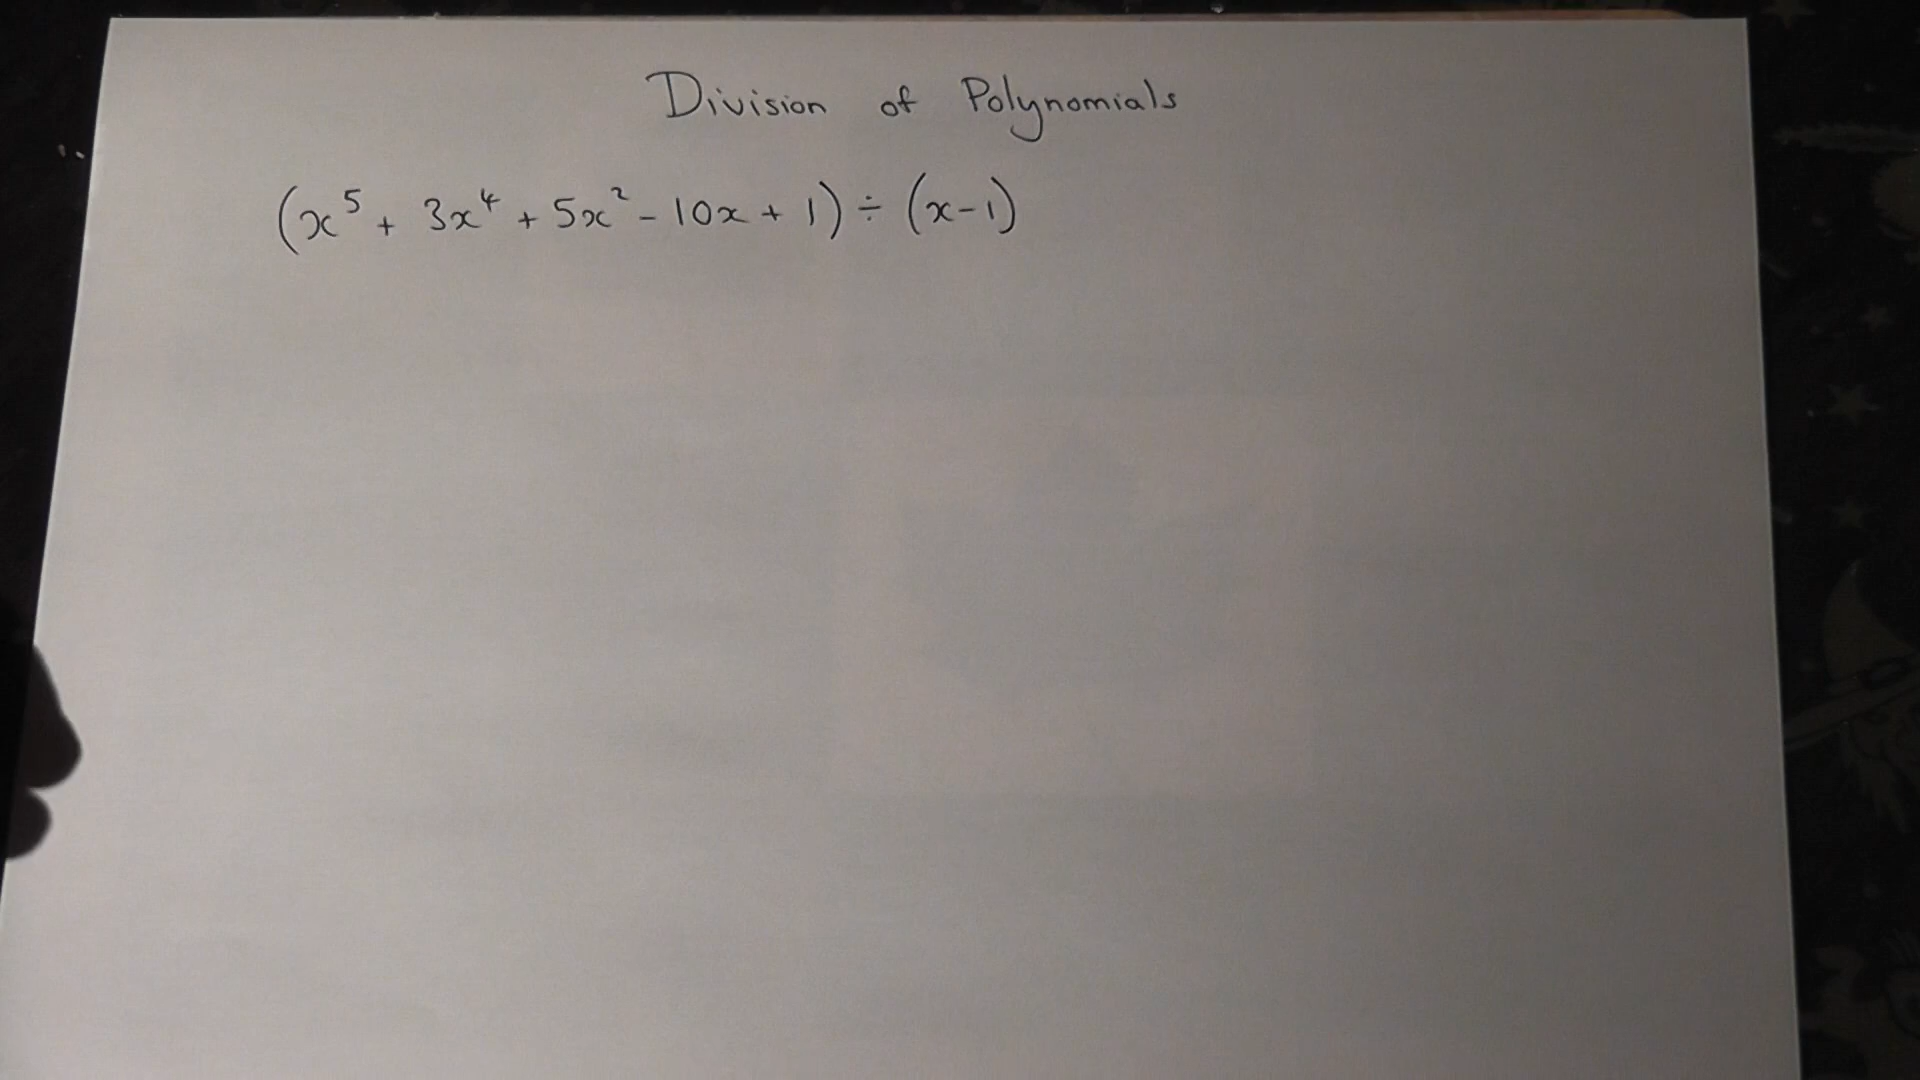 Division of Polynomials
(x⁵ + 3x⁴ + 5x² - 10x + 1) ÷ (x-1)